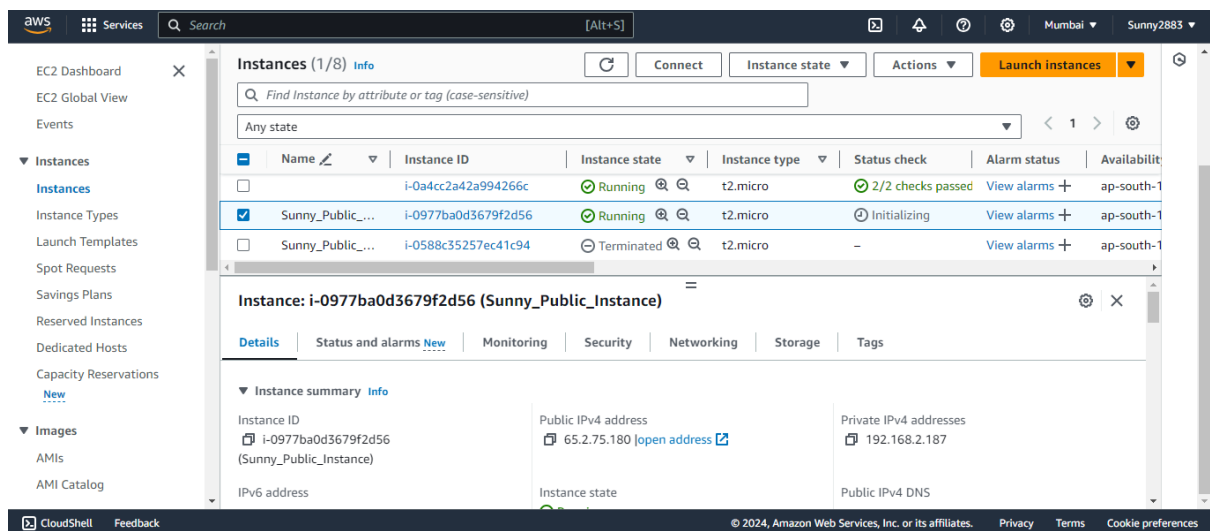 aws Services Search [Alt+S] Mumbai Sunny2883
EC2 Dashboard
EC2 Global View
Events
Instances
Instances
Instance Types
Launch Templates
Spot Requests
Savings Plans
Reserved Instances
Dedicated Hosts
Capacity Reservations
New
Images
AMIs
AMI Catalog
Instances (1/8) Info Connect Instance state Actions Launch instances
Find Instance by attribute or tag (case-sensitive)
Any state 1
Name Instance ID Instance state Instance type Status check Alarm status Availabilit
i-0a4cc2a42a994266c Running t2.micro 2/2 checks passed View alarms + ap-south-1
Sunny_Public_... i-0977ba0d3679f2d56 Running t2.micro Initializing View alarms + ap-south-1
Sunny_Public_... i-0588c35257ec41c94 Terminated t2.micro – View alarms + ap-south-1
Instance: i-0977ba0d3679f2d56 (Sunny_Public_Instance)
Details Status and alarms New Monitoring Security Networking Storage Tags
Instance summary Info
Instance ID Public IPv4 address Private IPv4 addresses
i-0977ba0d3679f2d56 65.2.75.180 |open address 192.168.2.187
(Sunny_Public_Instance)
IPv6 address Instance state Public IPv4 DNS
CloudShell Feedback © 2024, Amazon Web Services, Inc. or its affiliates. Privacy Terms Cookie preferences